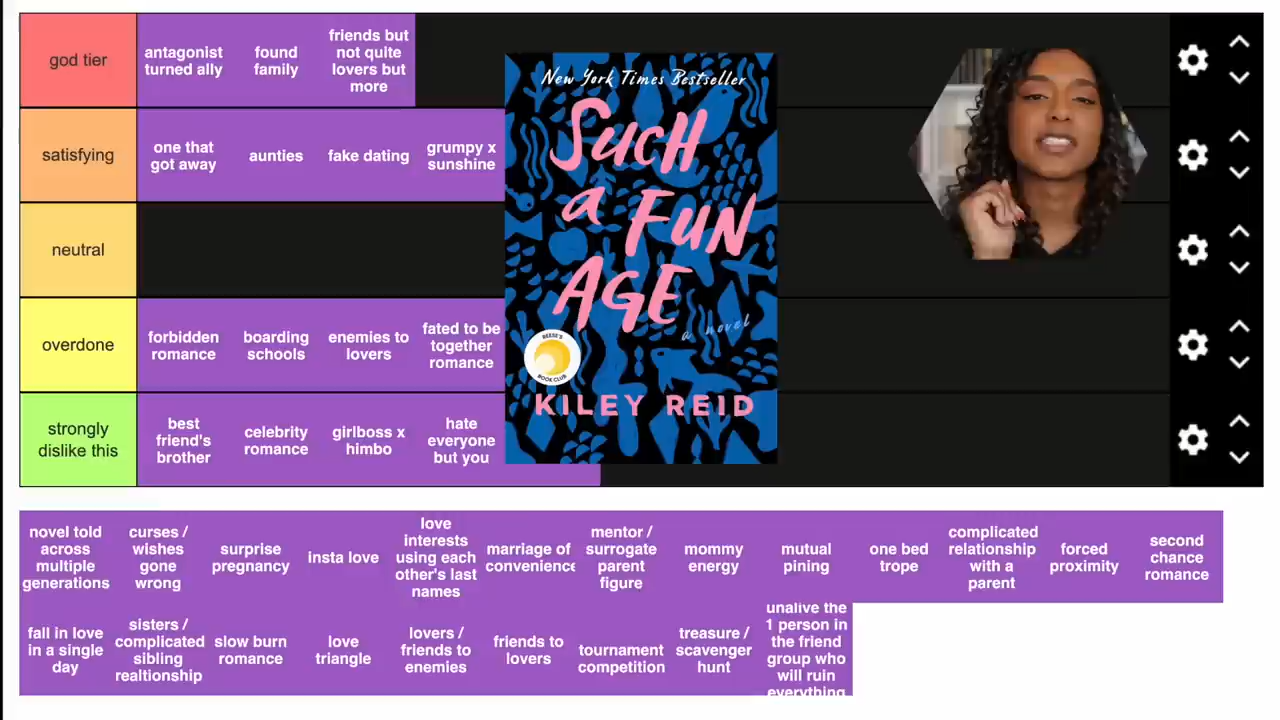 god tier
antagonist
turned ally
found
family
friends but
not quite
lovers but
more
satisfying
one that
got away
aunties
fake dating
grumpy x
sunshine
neutral
overdone
forbidden
romance
boarding
schools
enemies to
lovers
fated to be
together
romance
strongly
dislike this
best
friend's
brother
celebrity
romance
girlboss x
himbo
hate
everyone
but you
New York Times Bestseller
SUCH
a FUN
AGE
a novel
REESE'S
BOOK CLUB
KILEY REID
novel told
across
multiple
generations
curses /
wishes
gone
wrong
surprise
pregnancy
insta love
love
interests
using each
other's last
names
marriage of
convenience
mentor /
surrogate
parent
figure
mommy
energy
mutual
pining
one bed
trope
complicated
relationship
with a
parent
forced
proximity
second
chance
romance
fall in love
in a single
day
sisters /
complicated
sibling
realtionship
slow burn
romance
love
triangle
lovers /
friends to
enemies
friends to
lovers
tournament
competition
treasure /
scavenger
hunt
unalive the
1 person in
the friend
group who
will ruin
everything